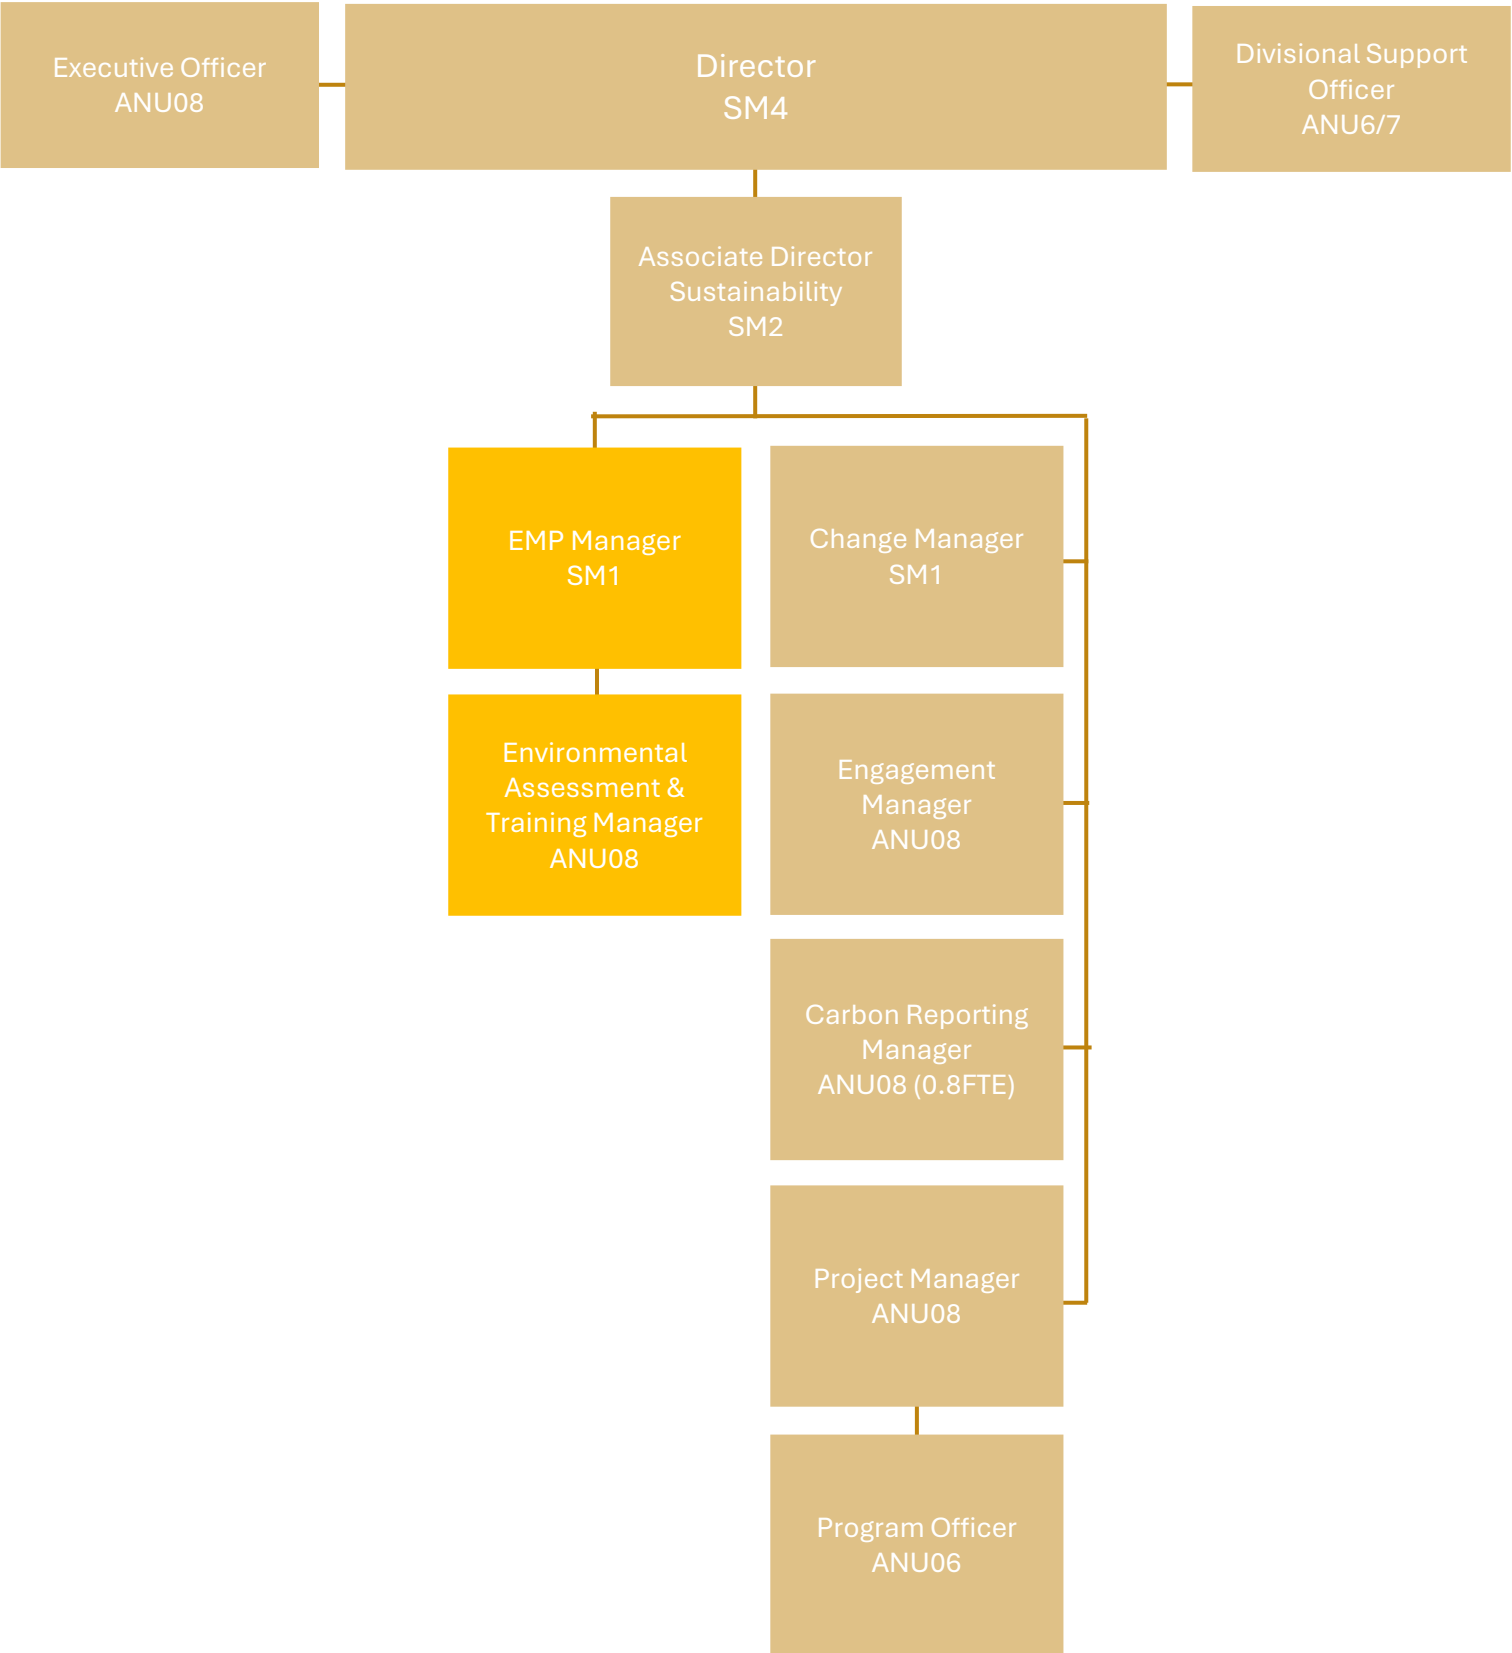 Executive Officer
ANU08
Director
SM4
Divisional Support
Officer
ANU6/7
Associate Director
Sustainability
SM2
EMP Manager
SM1
Change Manager
SM1
Environmental
Assessment &
Training Manager
ANU08
Engagement
Manager
ANU08
Carbon Reporting
Manager
ANU08 (0.8FTE)
Project Manager
ANU08
Program Officer
ANU06